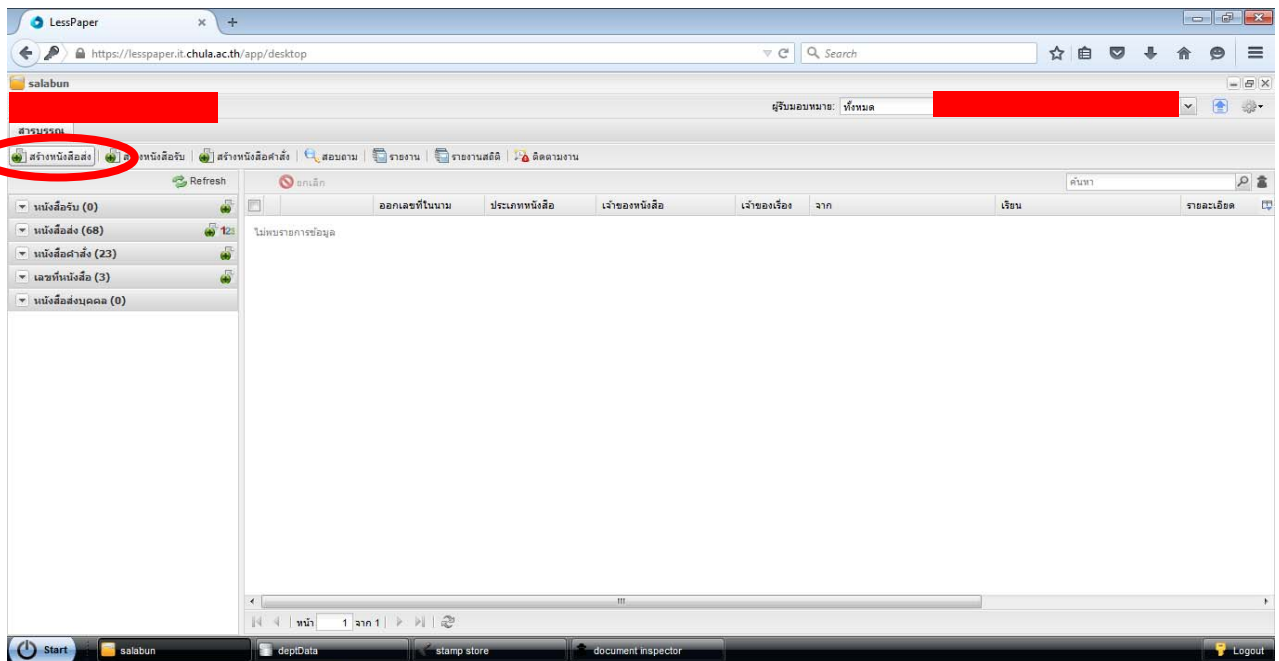 LessPaper
https://lesspaper.it.chula.ac.th/app/desktop
Search
salabun
ผู้รับมอบหมาย: ทั้งหมด
สารบรรณ
สร้างหนังสือส่ง
สร้างหนังสือคำสั่ง สอบถาม รายงาน รายงานสถิติ ติดตามงาน
Refresh ยกเลิก ค้นหา
หนังสือรับ (0) ออกเลขที่ในนาม ประเภทหนังสือ เจ้าของหนังสือ เจ้าของเรื่อง จาก เรียน รายละเอียด
หนังสือส่ง (68) 123 ไม่พบรายการข้อมูล
หนังสือคำสั่ง (23)
เลขที่หนังสือ (3)
หนังสือส่งบุคคล (0)
หน้า 1 จาก 1
Start salabun deptData stamp store document inspector Logout